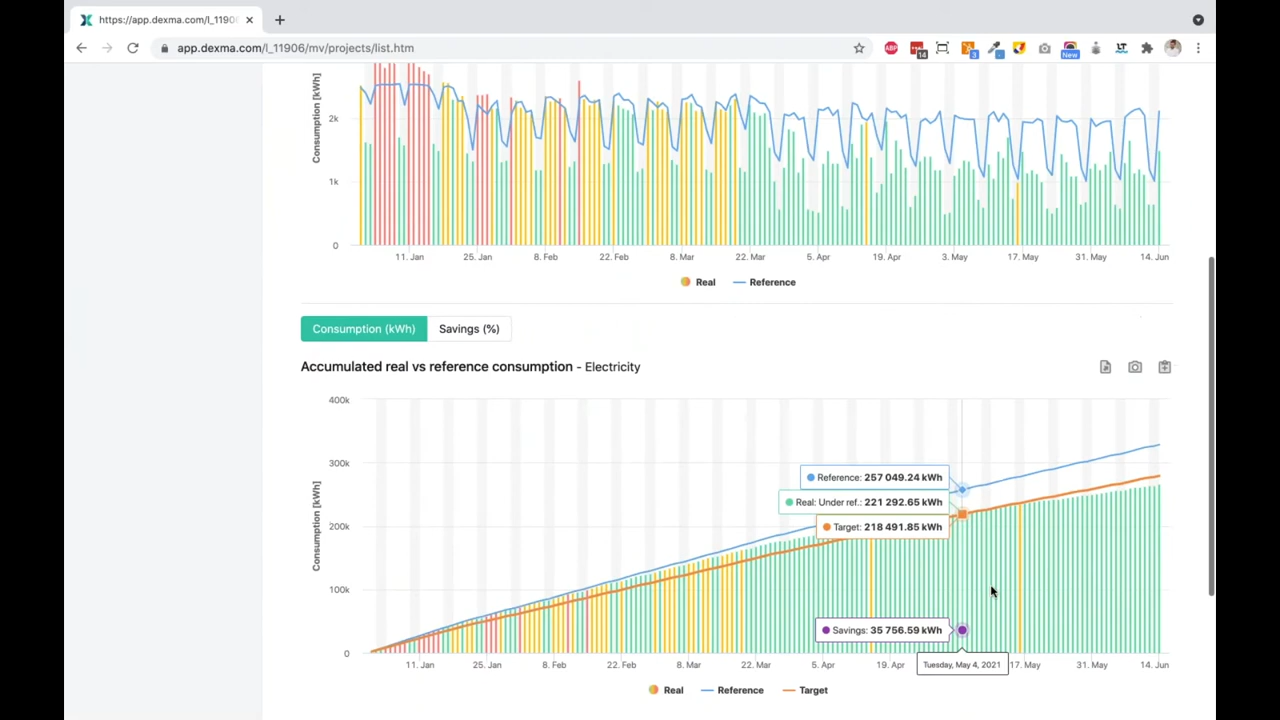 https://app.dexma.com/l_1190
app.dexma.com/l_11906/mv/projects/list.htm
ABP
14
3
New
LT
Consumption [kWh]
2k
1k
0
11. Jan
25. Jan
8. Feb
22. Feb
8. Mar
22. Mar
5. Apr
19. Apr
3. May
17. May
31. May
14. Jun
Real
Reference
Consumption (kWh)
Savings (%)
Accumulated real vs reference consumption - Electricity
Consumption [kWh]
400k
300k
200k
100k
0
Reference: 257 049.24 kWh
Real: Under ref.: 221 292.65 kWh
Target: 218 491.85 kWh
Savings: 35 756.59 kWh
11. Jan
25. Jan
8. Feb
22. Feb
8. Mar
22. Mar
5. Apr
19. Apr
Tuesday, May 4, 2021
17. May
31. May
14. Jun
Real
Reference
Target